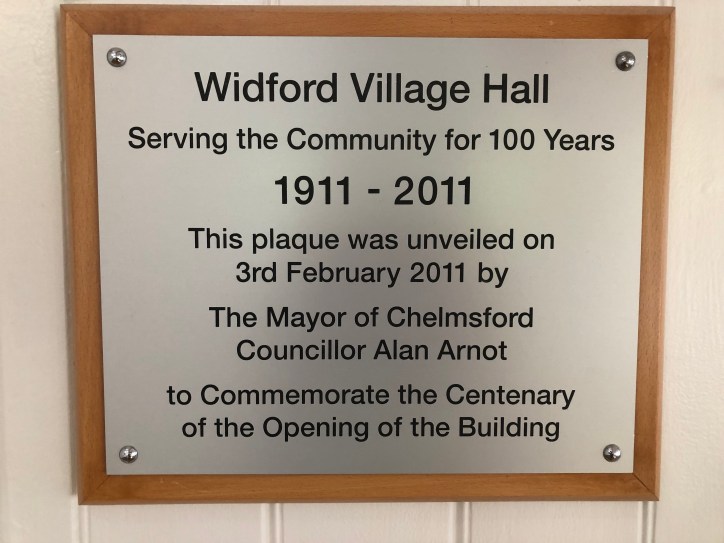 Widford Village Hall
Serving the Community for 100 Years
1911 - 2011
This plaque was unveiled on
3rd February 2011 by
The Mayor of Chelmsford
Councillor Alan Arnot
to Commemorate the Centenary
of the Opening of the Building